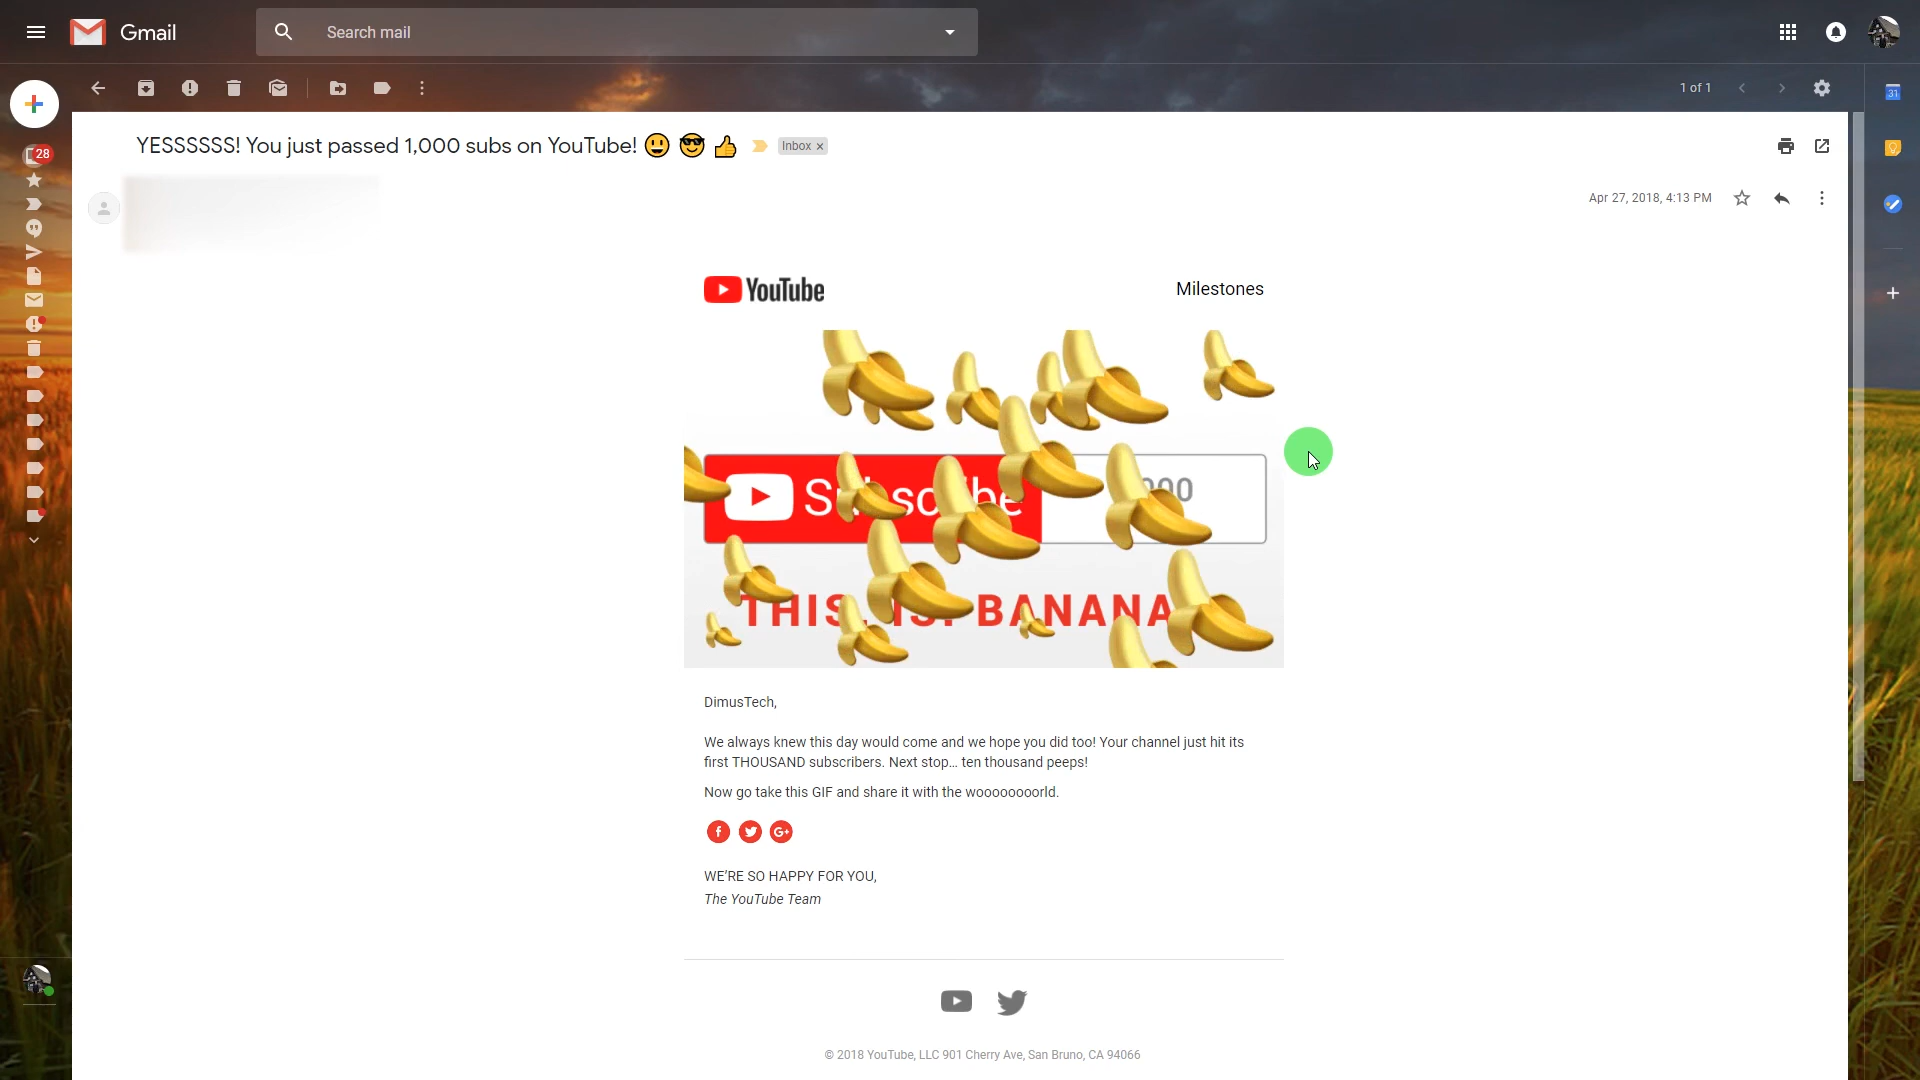 Gmail
Search mail
1 of 1
31
28
YESSSSSS! You just passed 1,000 subs on YouTube! 😃 😎 👍
Inbox x
Apr 27, 2018, 4:13 PM
YouTube
Milestones
THIS. IS. BANANA
DimusTech,
We always knew this day would come and we hope you did too! Your channel just hit its
first THOUSAND subscribers. Next stop... ten thousand peeps!
Now go take this GIF and share it with the woooooooorld.
f
G+
WE'RE SO HAPPY FOR YOU,
The YouTube Team
© 2018 YouTube, LLC 901 Cherry Ave, San Bruno, CA 94066